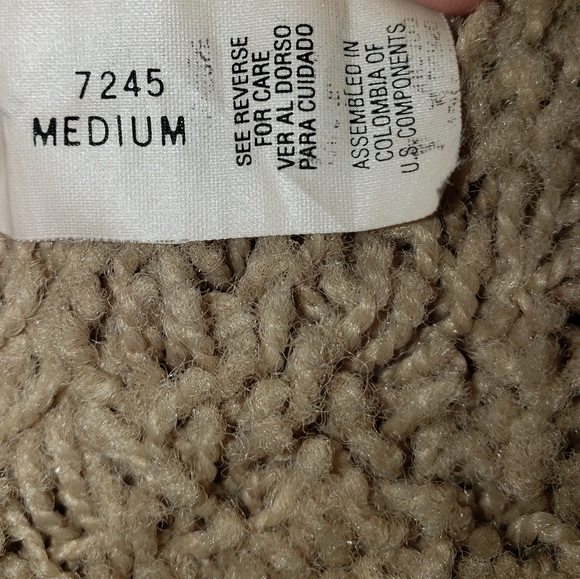 7245
MEDIUM
SEE REVERSE
FOR CARE
VER AL DORSO
PARA CUIDADO
ASSEMBLED IN
COLOMBIA OF
U.S. COMPONENTS